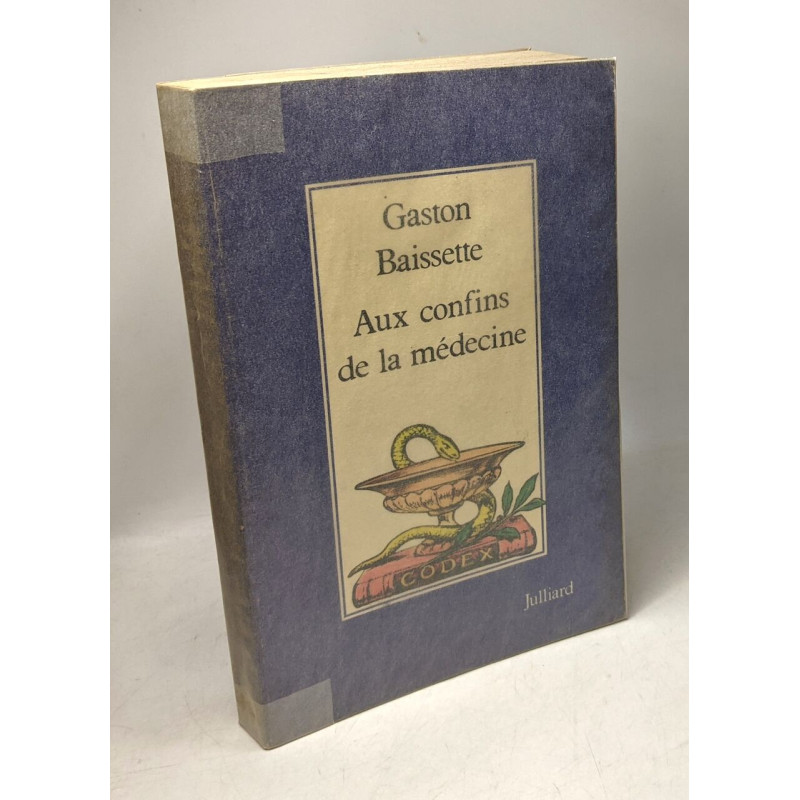 Gaston
Baissette
Aux confins
de la médecine
CODEX
Julliard